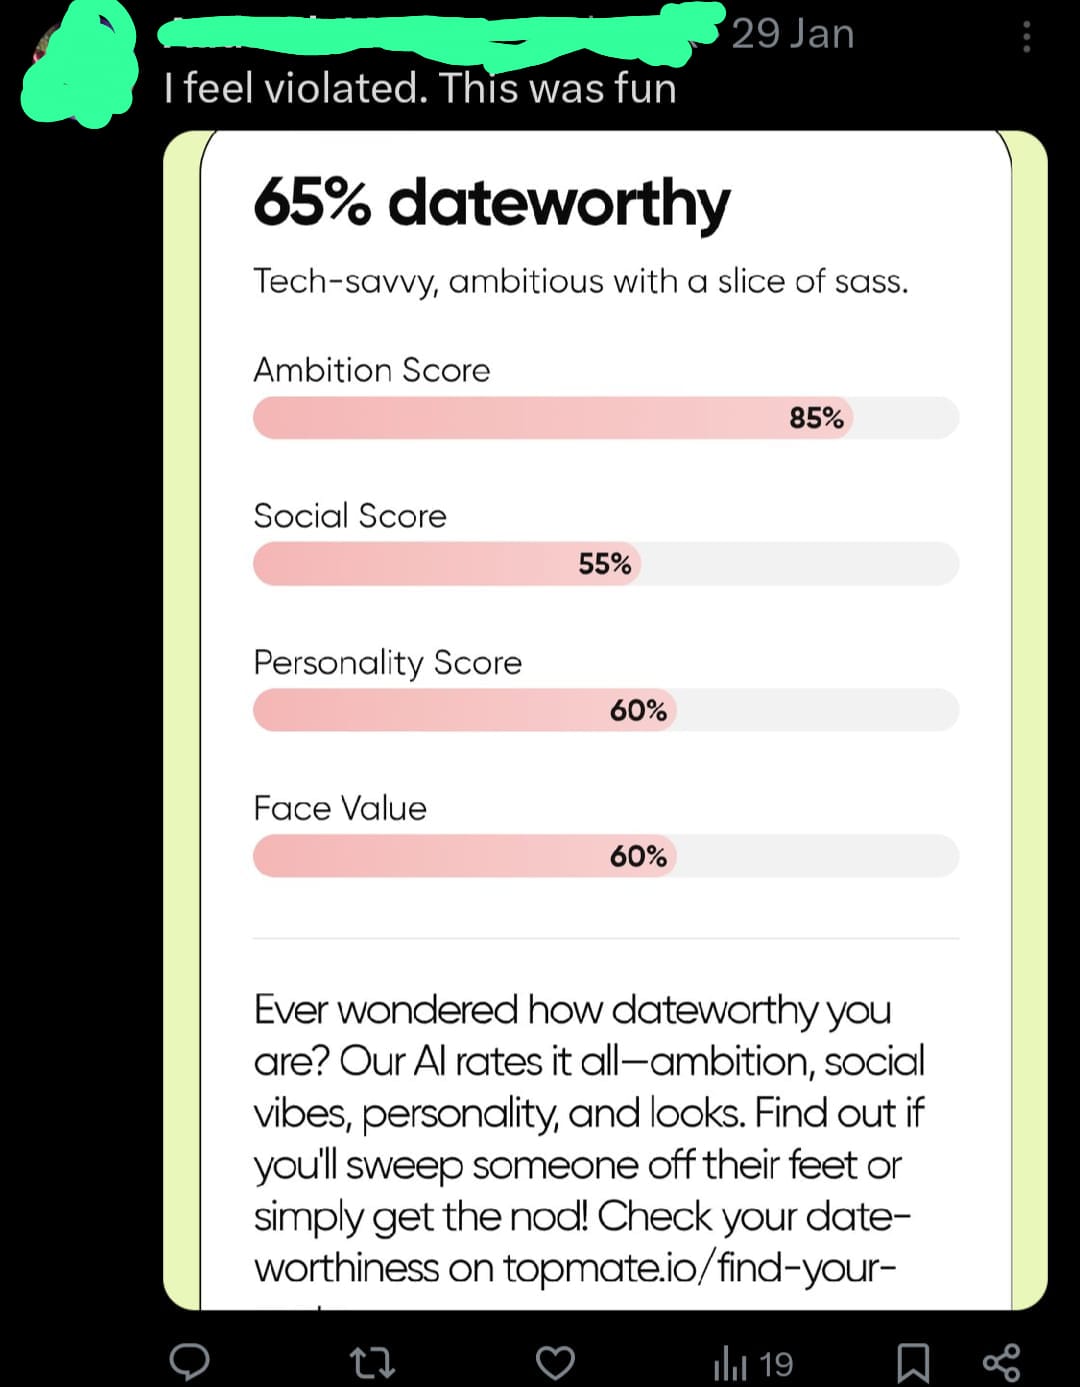 29 Jan
I feel violated. This was fun
65% dateworthy
Tech-savvy, ambitious with a slice of sass.
Ambition Score
85%
Social Score
55%
Personality Score
60%
Face Value
60%
Ever wondered how dateworthy you
are? Our AI rates it all—ambition, social
vibes, personality, and looks. Find out if
you'll sweep someone off their feet or
simply get the nod! Check your date-
worthiness on topmate.io/find-your-
19